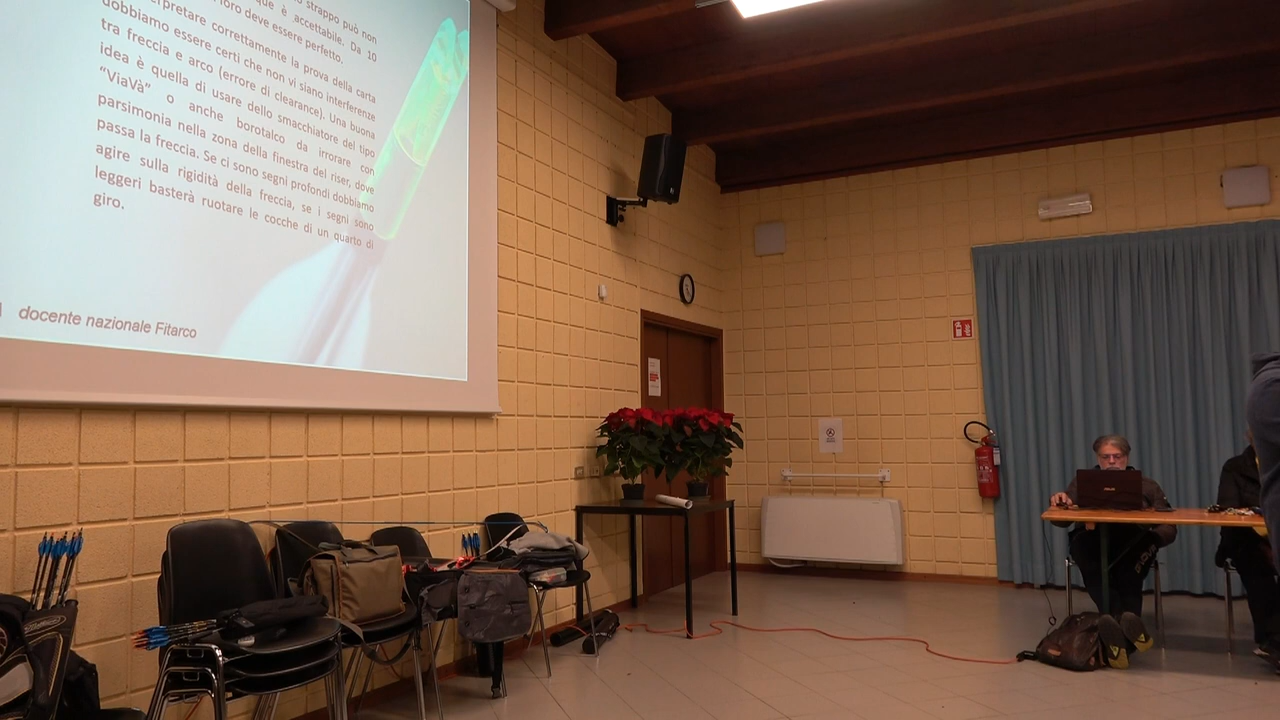 strappo può non
que è accettabile. Da 10
foro deve essere perfetto.
erpretare correttamente la prova della carta
dobbiamo essere certi che non vi siano interferenze
tra freccia e arco (errore di clearance). Una buona
idea è quella di usare dello smacchiatore del tipo
"ViaVà" o anche borotalco da irrorare con
parsimonia nella zona della finestra del riser, dove
passa la freccia. Se ci sono segni profondi dobbiamo
agire sulla rigidità della freccia, se i segni sono
leggeri basterà ruotare le cocche di un quarto di
giro.
docente nazionale Fitarco